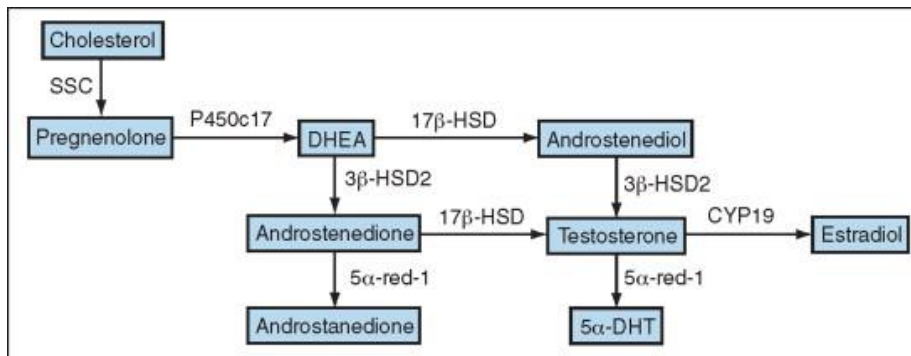 Cholesterol
SSC
P450c17
17β-HSD
Pregnenolone
DHEA
Androstenediol
3β-HSD2
3β-HSD2
17β-HSD
CYP19
Androstenedione
Testosterone
Estradiol
5α-red-1
5α-red-1
Androstanedione
5α-DHT